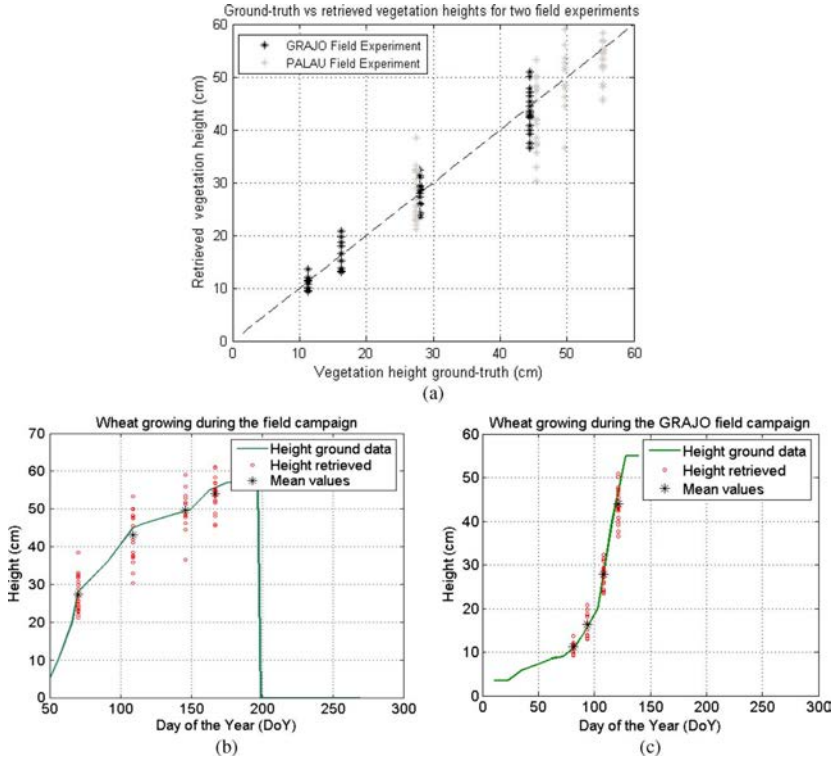 Ground-truth vs retrieved vegetation heights for two field experiments
60
50
40
30
20
10
0
Retrieved vegetation height (cm)
GRAJO Field Experiment
PALAU Field Experiment
0 10 20 30 40 50 60
Vegetation height ground-truth (cm)
(a)
Wheat growing during the field campaign
70
60
50
40
30
20
10
0
Height (cm)
Height ground data
Height retrieved
Mean values
50 100 150 200 250 300
Day of the Year (DoY)
(b)
Wheat growing during the GRAJO field campaign
60
50
40
30
20
10
0
Height (cm)
Height ground data
Height retrieved
Mean values
0 50 100 150 200 250 300
Day of the Year (DoY)
(c)